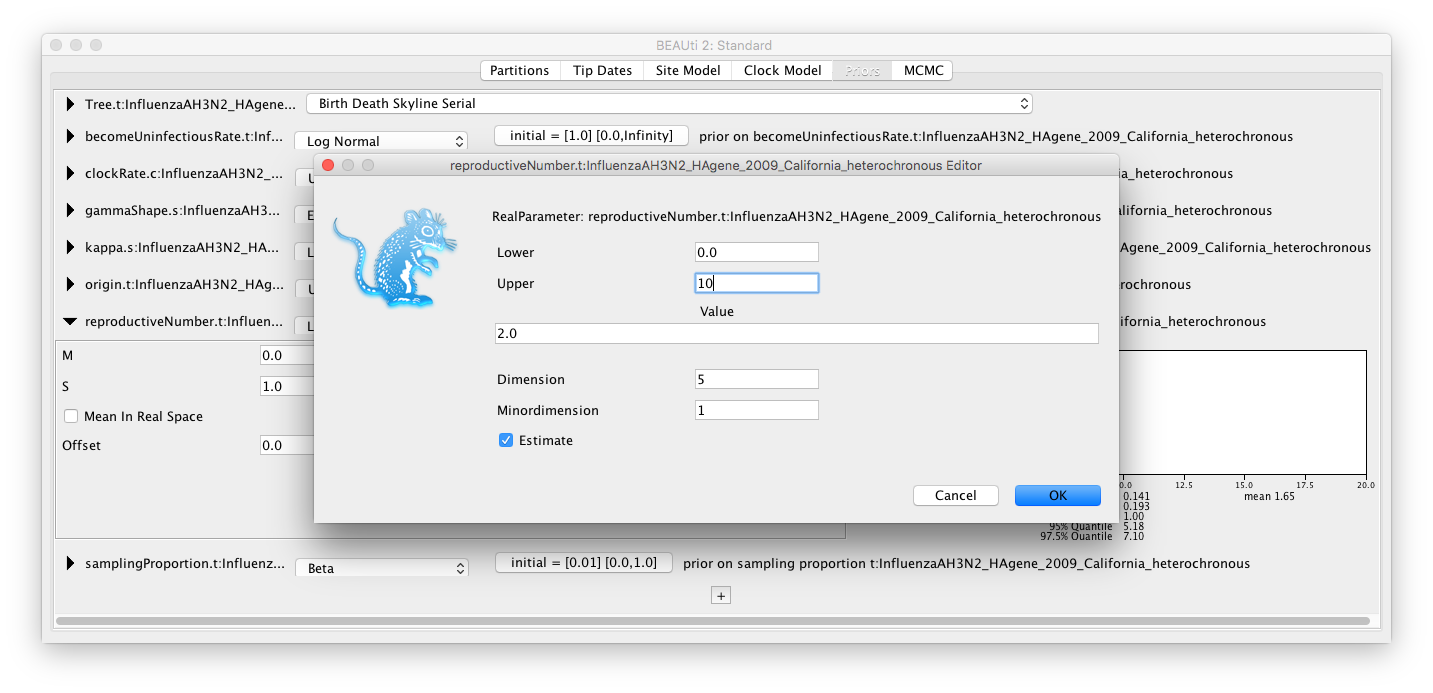 BEAUti 2: Standard
Partitions Tip Dates Site Model Clock Model Priors MCMC
Tree.t:InfluenzaAH3N2_HAgene... Birth Death Skyline Serial
becomeUninfectiousRate.t:Inf... Log Normal initial = [1.0] [0.0,Infinity] prior on becomeUninfectiousRate.t:InfluenzaAH3N2_HAgene_2009_California_heterochronous
reproductiveNumber.t:InfluenzaAH3N2_HAgene_2009_California_heterochronous Editor
clockRate.c:InfluenzaAH3N2_... ia_heterochronous
gammaShape.s:InfluenzaAH3... E alifornia_heterochronous
RealParameter: reproductiveNumber.t:InfluenzaAH3N2_HAgene_2009_California_heterochronous
kappa.s:InfluenzaAH3N2_HA... L Agene_2009_California_heterochronous
Lower 0.0
origin.t:InfluenzaAH3N2_HAg... rochronous
Upper 10
Value
reproductiveNumber.t:Influen... L ifornia_heterochronous
2.0
M 0.0
S 1.0
Dimension 5
Mean In Real Space
Minordimension 1
Offset 0.0
Estimate
Cancel OK
0.0 12.5 15.0 17.5 20.0
0.141 mean 1.65
0.193
1.00
95% Quantile 5.18
97.5% Quantile 7.10
samplingProportion.t:Influenz... Beta initial = [0.01] [0.0,1.0] prior on sampling proportion t:InfluenzaAH3N2_HAgene_2009_California_heterochronous
+